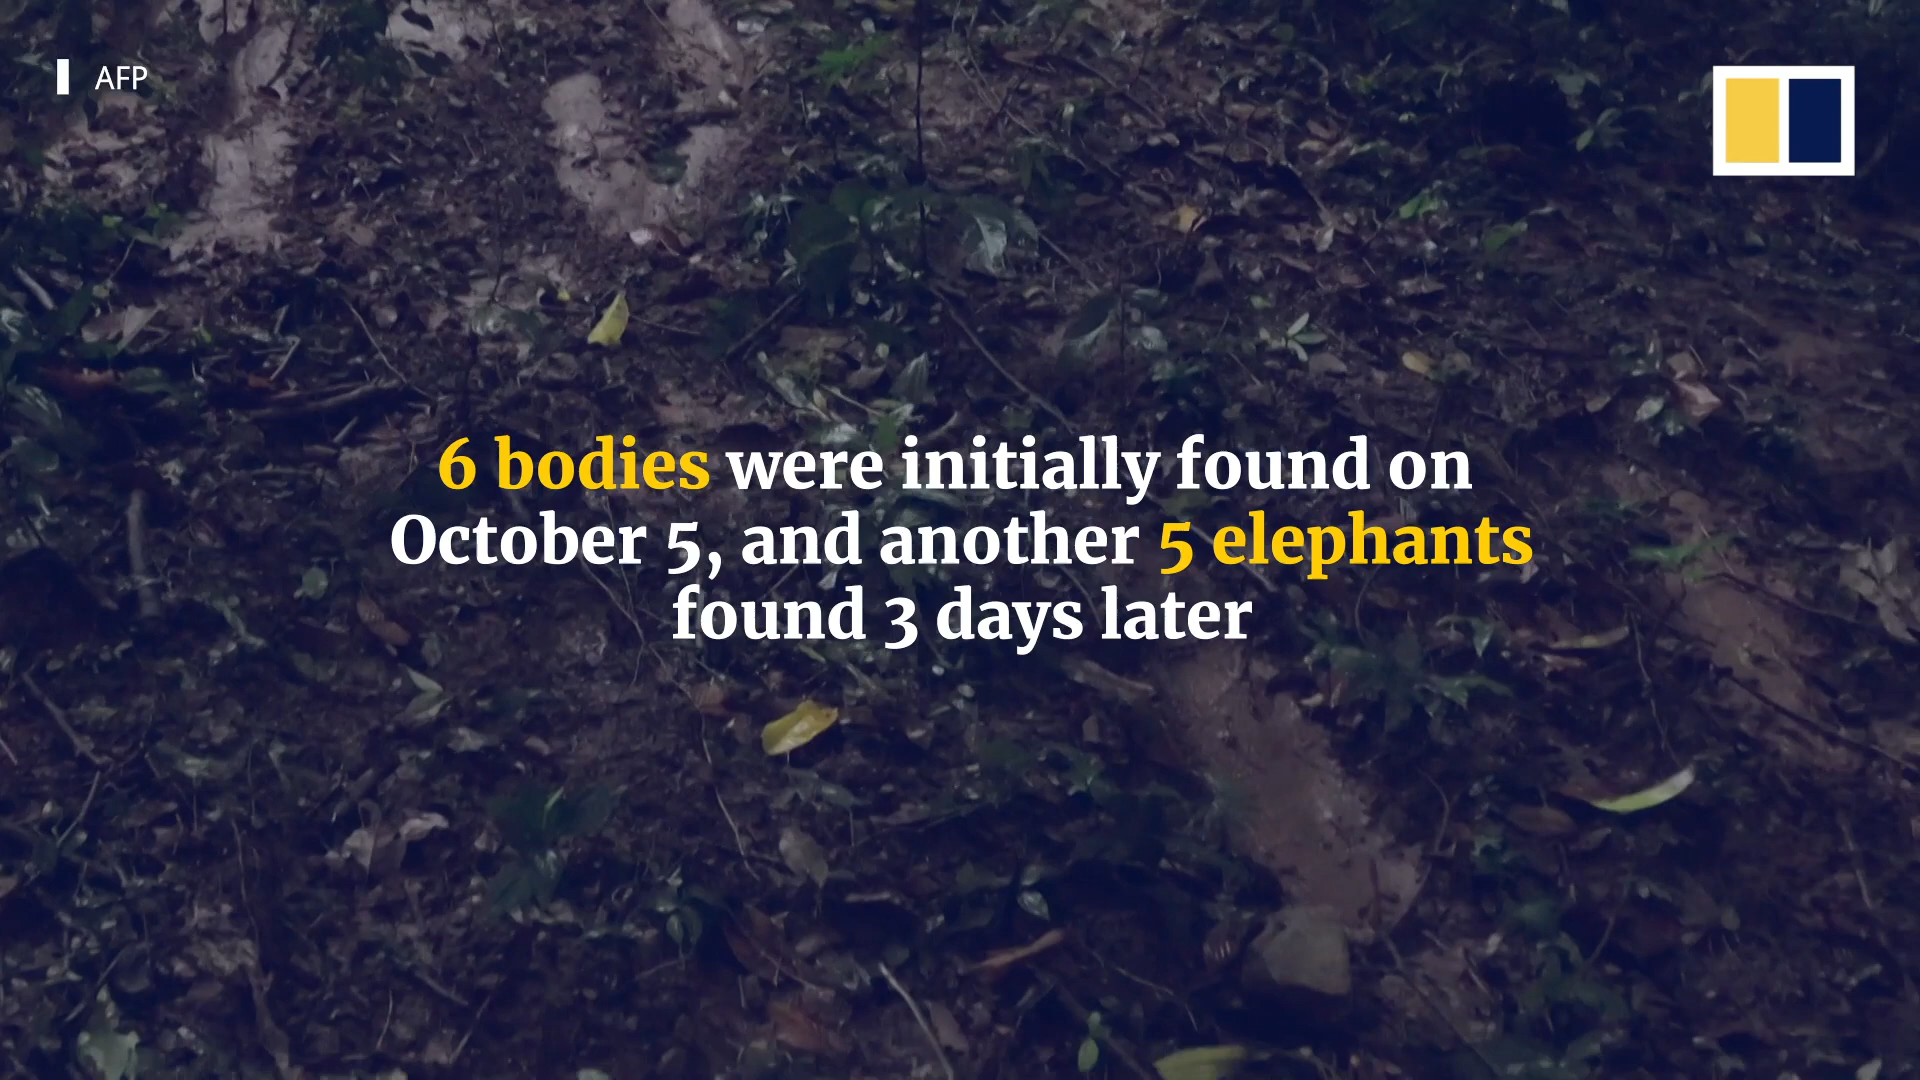 AFP
6 bodies were initially found on
October 5, and another 5 elephants
found 3 days later